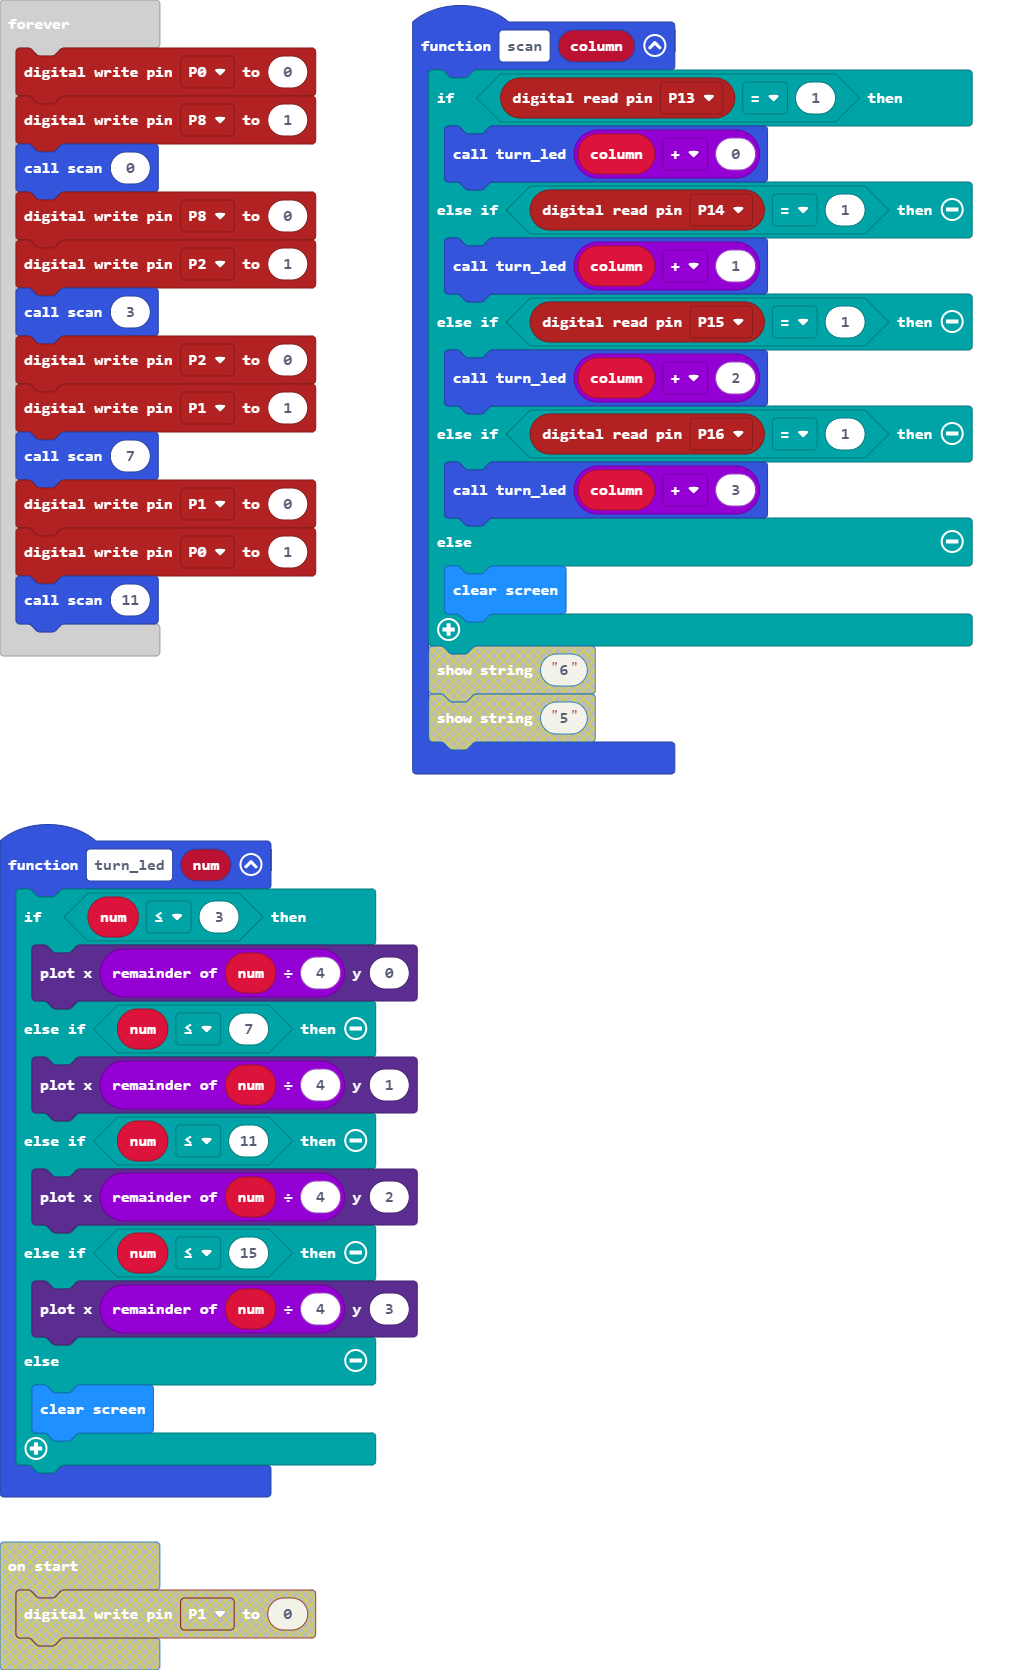 forever
digital write pin P0 to 0
digital write pin P8 to 1
call scan 0
digital write pin P8 to 0
digital write pin P2 to 1
call scan 3
digital write pin P2 to 0
digital write pin P1 to 1
call scan 7
digital write pin P1 to 0
digital write pin P0 to 1
call scan 11
function scan column
if digital read pin P13 = 1 then
call turn_led column + 0
else if digital read pin P14 = 1 then
call turn_led column + 1
else if digital read pin P15 = 1 then
call turn_led column + 2
else if digital read pin P16 = 1 then
call turn_led column + 3
else
clear screen
show string "6"
show string "5"
function turn_led num
if num ≤ 3 then
plot x remainder of num ÷ 4 y 0
else if num ≤ 7 then
plot x remainder of num ÷ 4 y 1
else if num ≤ 11 then
plot x remainder of num ÷ 4 y 2
else if num ≤ 15 then
plot x remainder of num ÷ 4 y 3
else
clear screen
on start
digital write pin P1 to 0